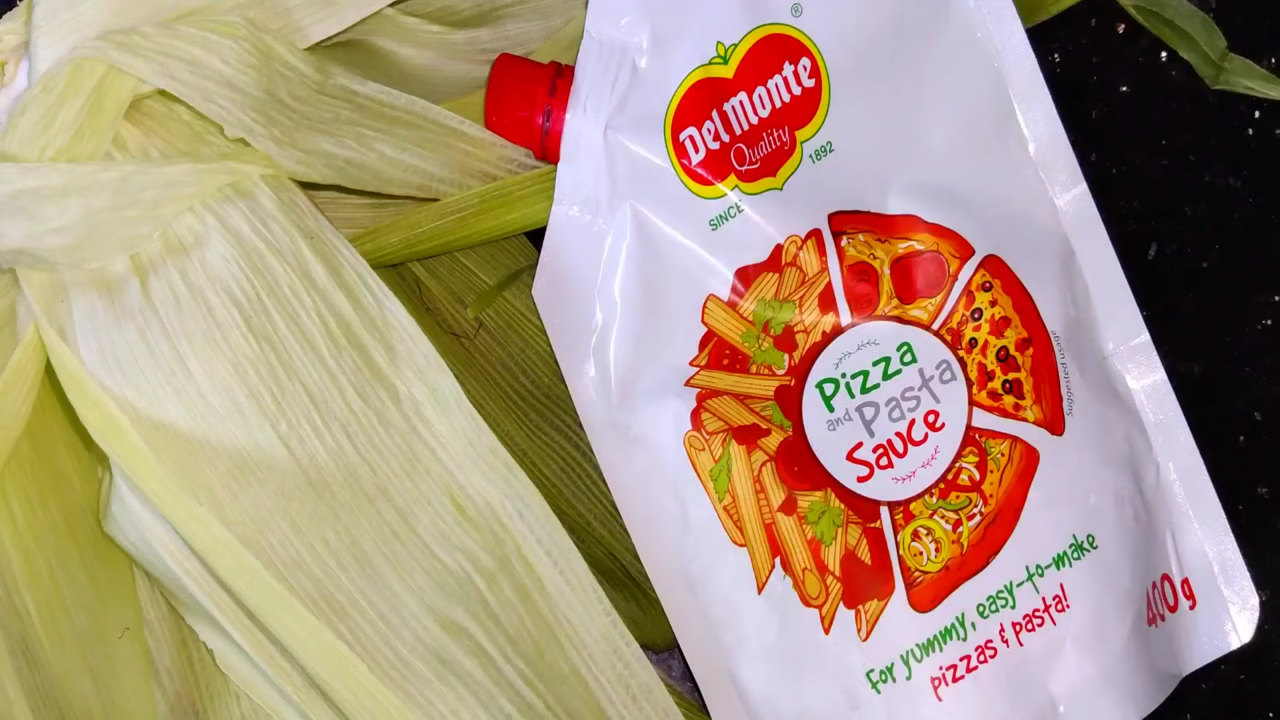 ®
Del Monte
Quality
SINCE 1892
Pizza
and Pasta
Sauce
Suggested usage
For yummy, easy-to-make
pizzas & pasta!
400g